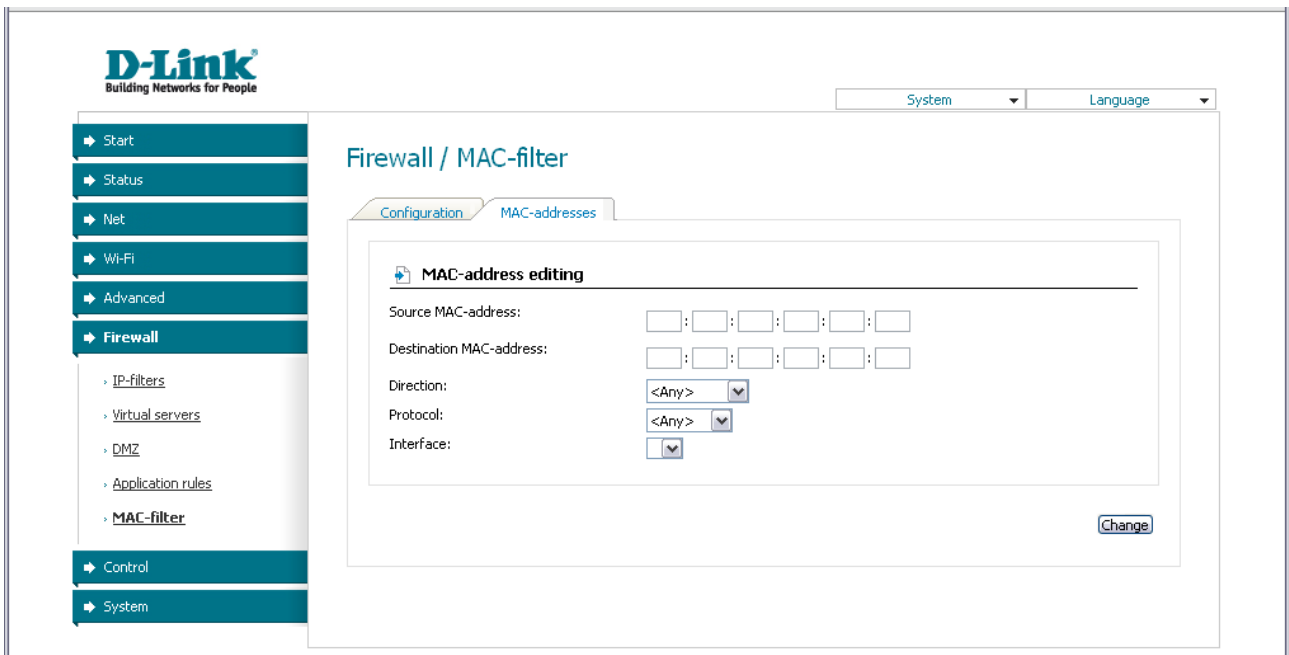 D-Link
Building Networks for People
System Language
Start
Status
Net
Wi-Fi
Advanced
Firewall
IP-filters
Virtual servers
DMZ
Application rules
MAC-filter
Control
System
Firewall / MAC-filter
Configuration MAC-addresses
MAC-address editing
Source MAC-address: : : : : :
Destination MAC-address: : : : : :
Direction: <Any>
Protocol: <Any>
Interface:
Change